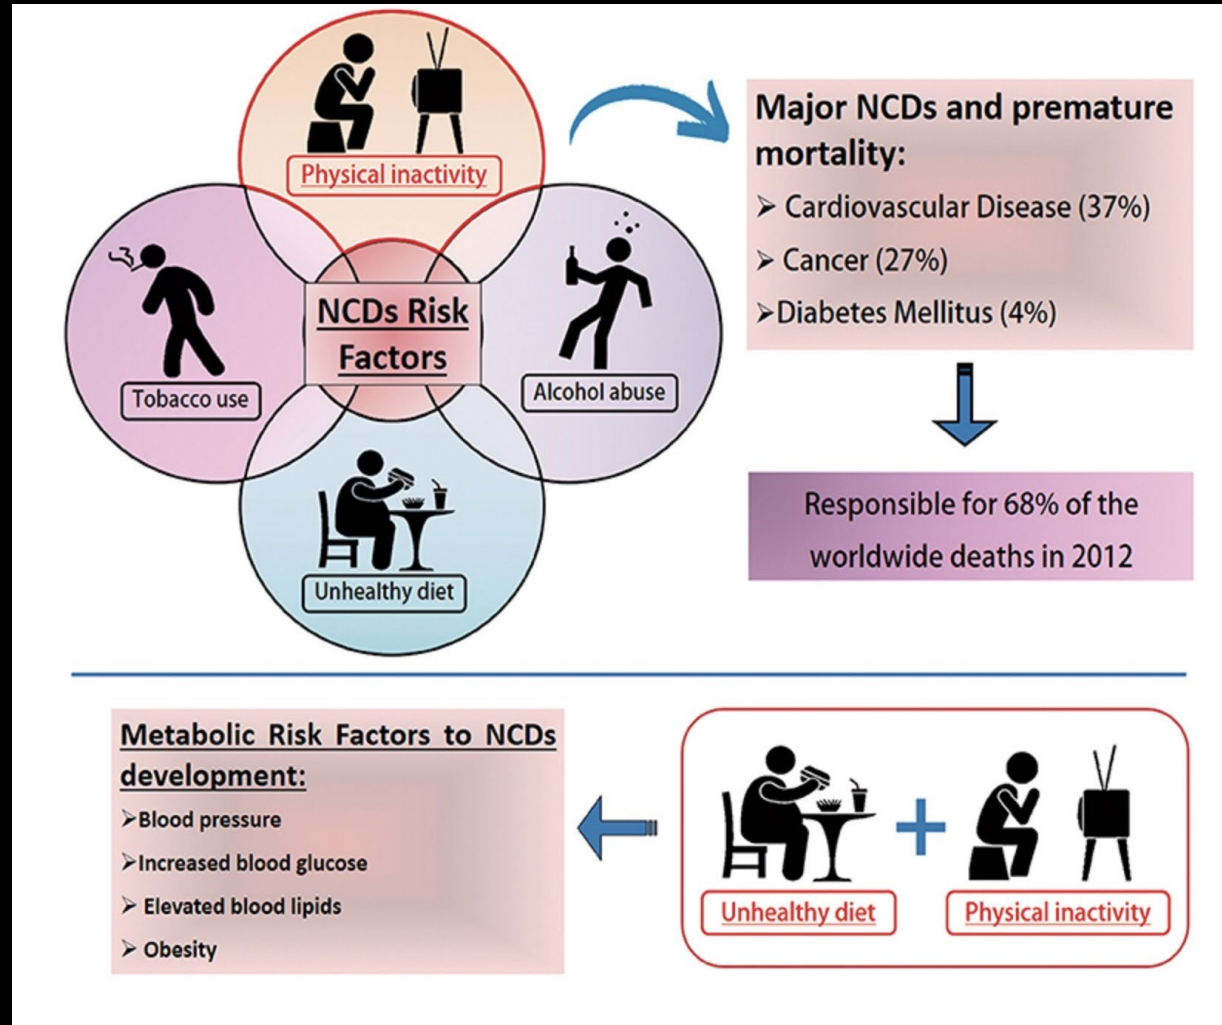 Physical inactivity
Major NCDs and premature
mortality:
➢ Cardiovascular Disease (37%)
➢ Cancer (27%)
➢Diabetes Mellitus (4%)
NCDs Risk
Factors
Tobacco use
Alcohol abuse
Unhealthy diet
Responsible for 68% of the
worldwide deaths in 2012
Metabolic Risk Factors to NCDs
development:
➢Blood pressure
➢Increased blood glucose
➢ Elevated blood lipids
➢ Obesity
Unhealthy diet
Physical inactivity